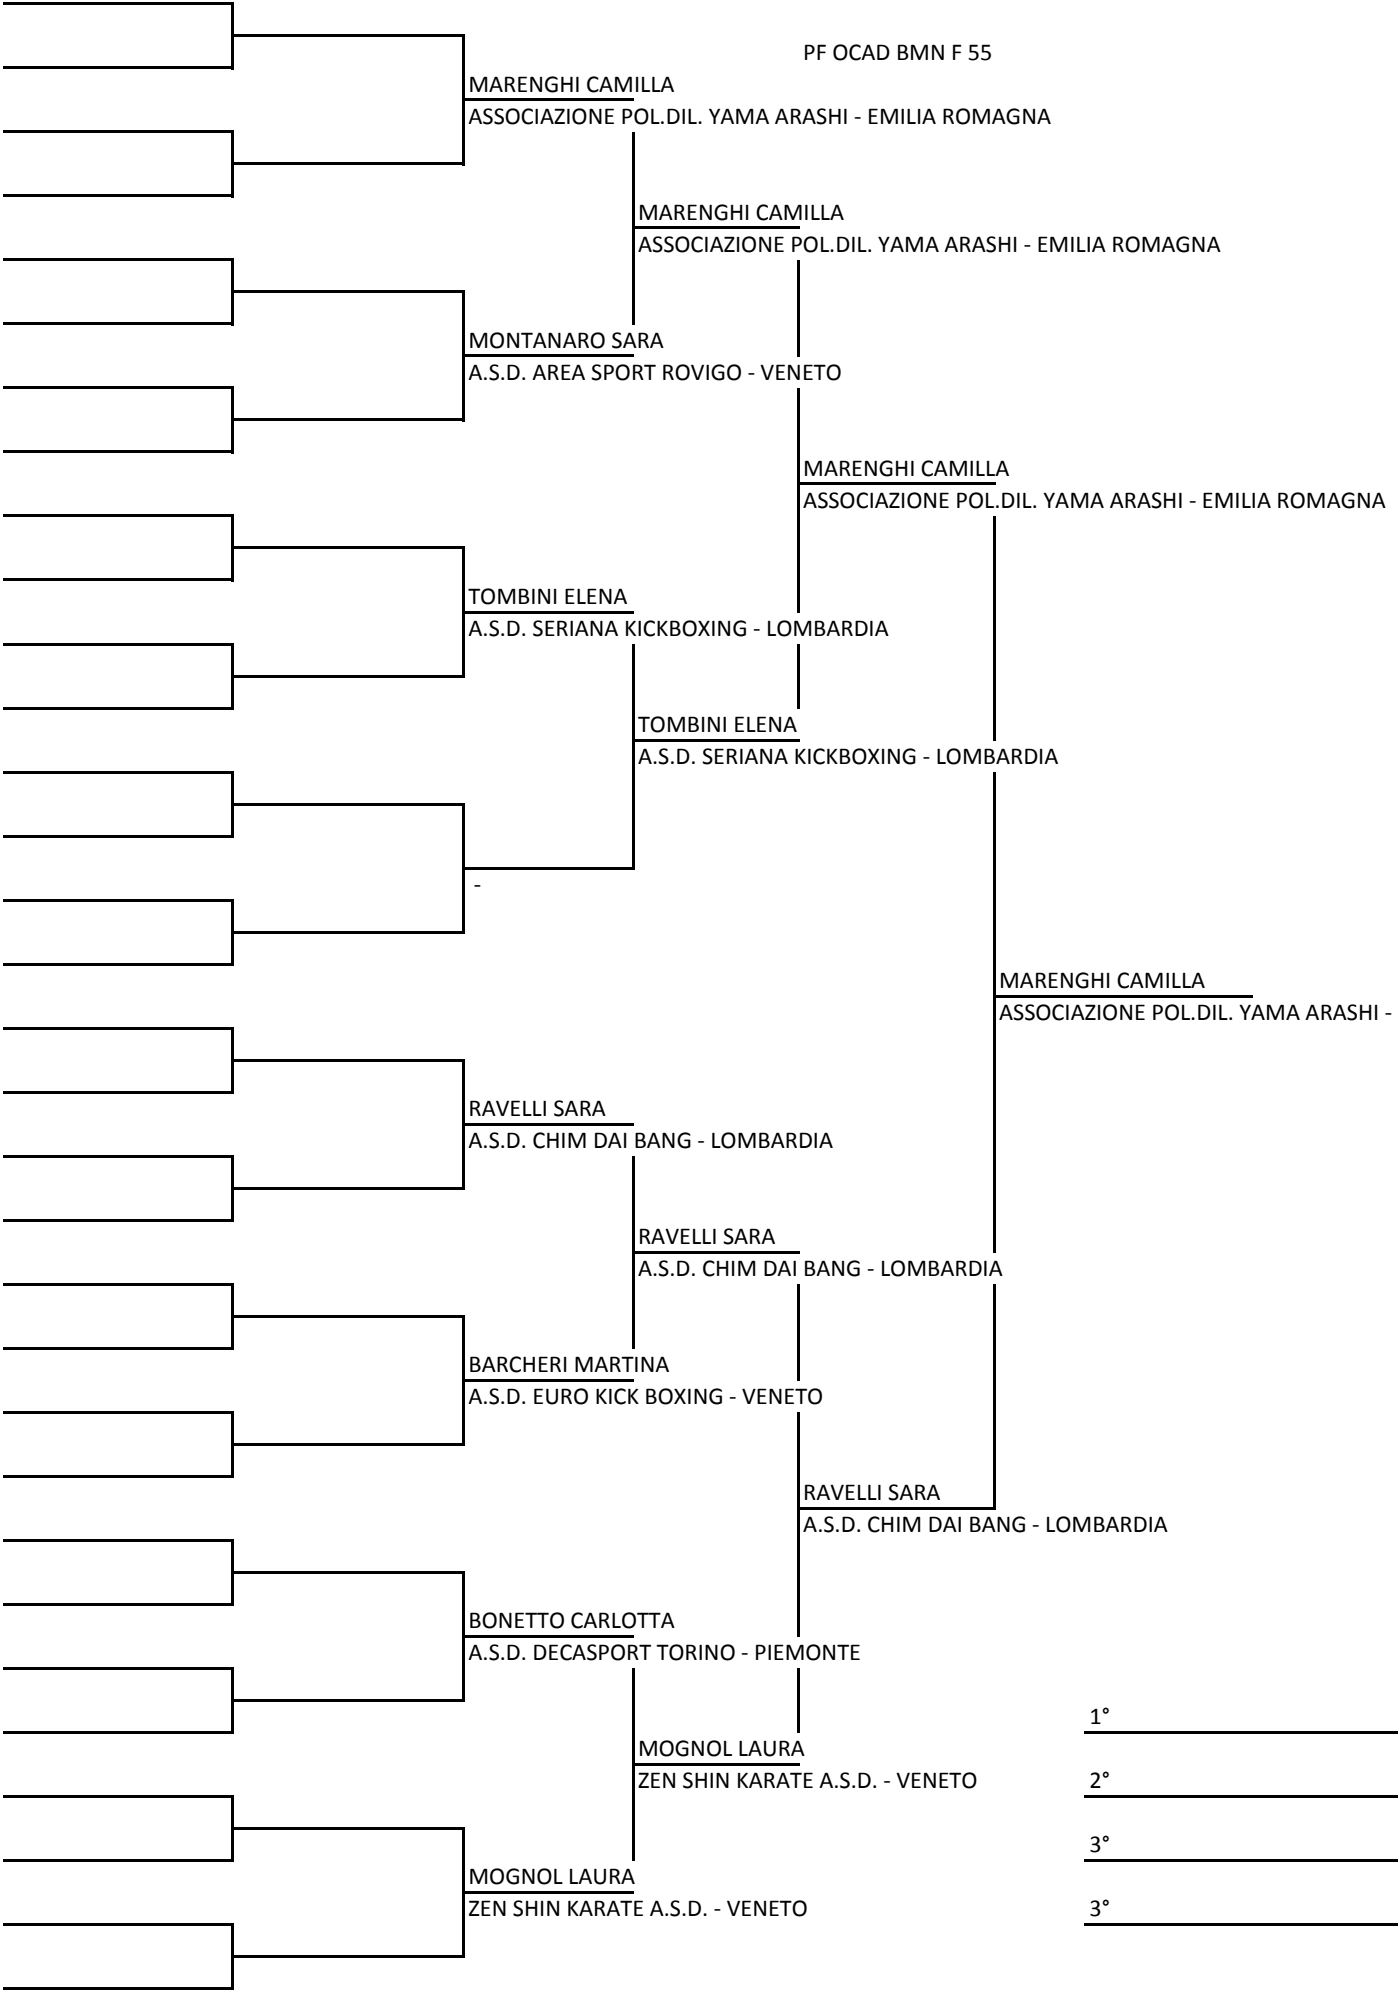 PF OCAD BMN F 55
MARENGHI CAMILLA
ASSOCIAZIONE POL.DIL. YAMA ARASHI - EMILIA ROMAGNA
MARENGHI CAMILLA
ASSOCIAZIONE POL.DIL. YAMA ARASHI - EMILIA ROMAGNA
MONTANARO SARA
A.S.D. AREA SPORT ROVIGO - VENETO
MARENGHI CAMILLA
ASSOCIAZIONE POL.DIL. YAMA ARASHI - EMILIA ROMAGNA
TOMBINI ELENA
A.S.D. SERIANA KICKBOXING - LOMBARDIA
TOMBINI ELENA
A.S.D. SERIANA KICKBOXING - LOMBARDIA
-
MARENGHI CAMILLA
ASSOCIAZIONE POL.DIL. YAMA ARASHI -
RAVELLI SARA
A.S.D. CHIM DAI BANG - LOMBARDIA
RAVELLI SARA
A.S.D. CHIM DAI BANG - LOMBARDIA
BARCHERI MARTINA
A.S.D. EURO KICK BOXING - VENETO
RAVELLI SARA
A.S.D. CHIM DAI BANG - LOMBARDIA
BONETTO CARLOTTA
A.S.D. DECASPORT TORINO - PIEMONTE
1°
MOGNOL LAURA
ZEN SHIN KARATE A.S.D. - VENETO
2°
3°
MOGNOL LAURA
ZEN SHIN KARATE A.S.D. - VENETO
3°